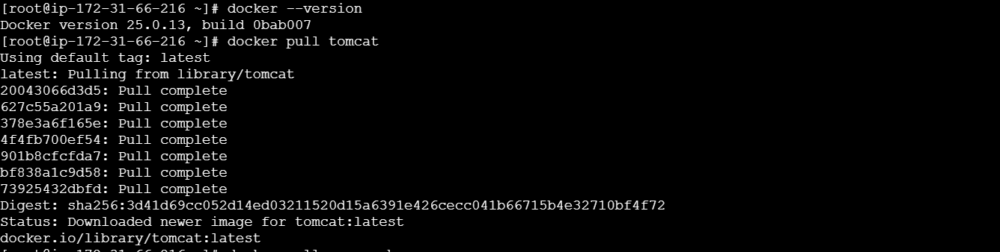 [root@ip-172-31-66-216 ~]# docker --version
Docker version 25.0.13, build 0bab007
[root@ip-172-31-66-216 ~]# docker pull tomcat
Using default tag: latest
latest: Pulling from library/tomcat
20043066d3d5: Pull complete
627c55a201a9: Pull complete
378e3a6f165e: Pull complete
4f4fb700ef54: Pull complete
901b8cfcfda7: Pull complete
bf838a1c9d58: Pull complete
73925432dbfd: Pull complete
Digest: sha256:3d41d69cc052d14ed03211520d15a6391e426cecc041b66715b4e32710bf4f72
Status: Downloaded newer image for tomcat:latest
docker.io/library/tomcat:latest